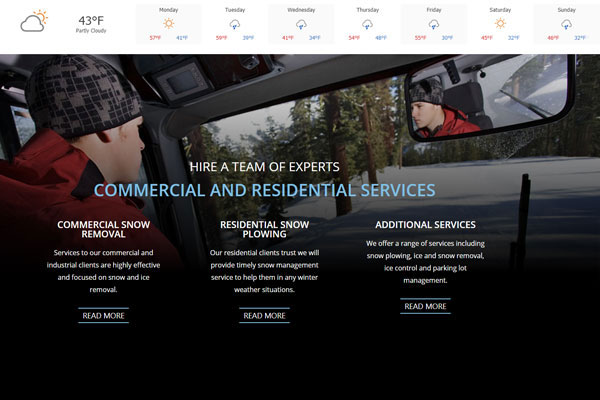 43°F
Partly Cloudy
Monday
57°F 41°F
Tuesday
59°F 39°F
Wednesday
41°F 34°F
Thursday
54°F 48°F
Friday
55°F 30°F
Saturday
45°F 32°F
Sunday
46°F 32°F
HIRE A TEAM OF EXPERTS
COMMERCIAL AND RESIDENTIAL SERVICES
COMMERCIAL SNOW
REMOVAL
Services to our commercial and
industrial clients are highly effective
and focused on snow and ice
removal.
READ MORE
RESIDENTIAL SNOW
PLOWING
Our residential clients trust we will
provide timely snow management
service to help them in any winter
weather situations.
READ MORE
ADDITIONAL SERVICES
We offer a range of services including
snow plowing, ice and snow removal,
ice control and parking lot
management.
READ MORE